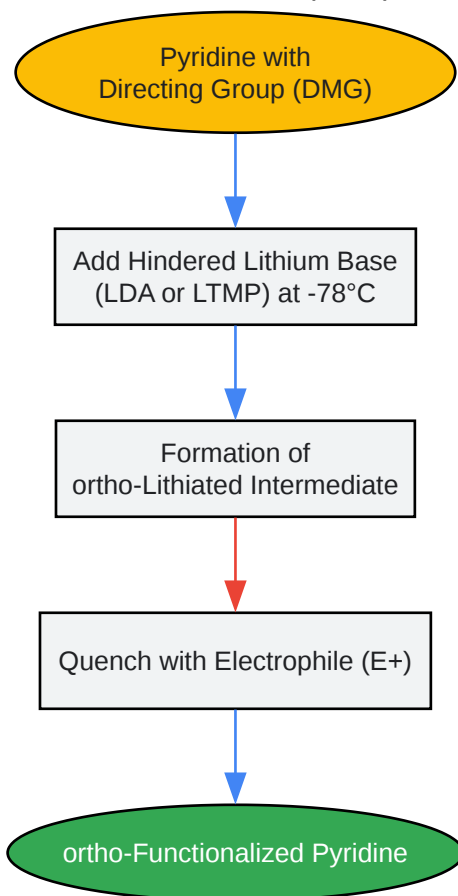 Pyridine with
Directing Group (DMG)
Add Hindered Lithium Base
(LDA or LTMP) at -78°C
Formation of
ortho-Lithiated Intermediate
Quench with Electrophile (E+)
ortho-Functionalized Pyridine